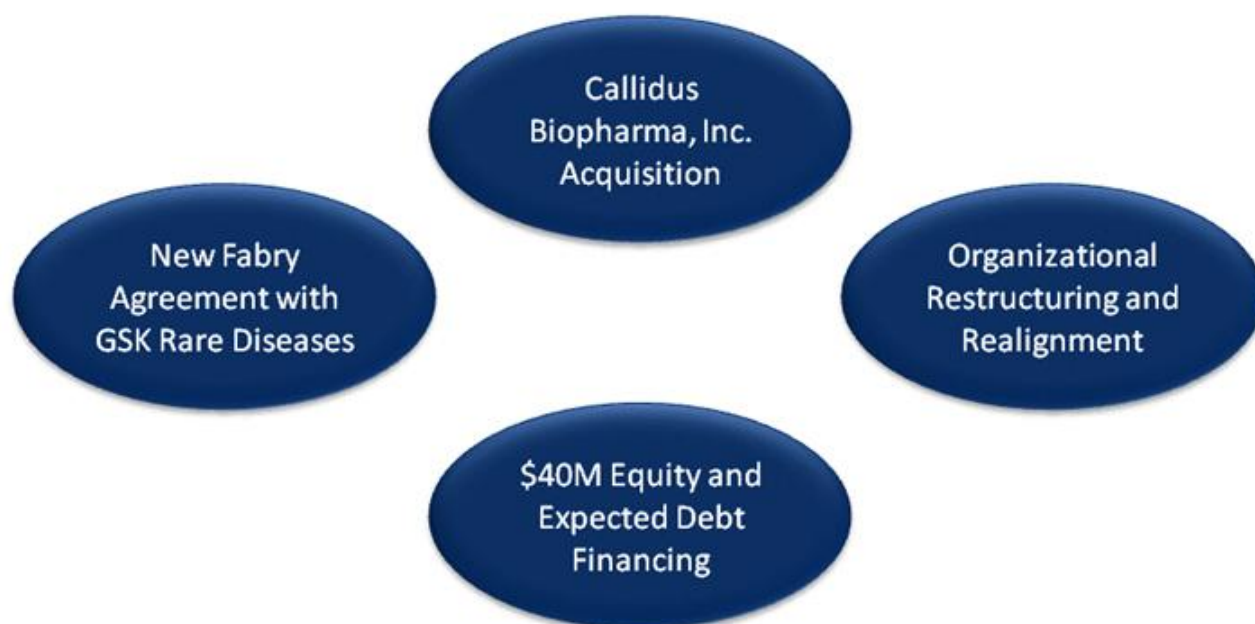 Callidus
Biopharma, Inc.
Acquisition
New Fabry
Agreement with
GSK Rare Diseases
Organizational
Restructuring and
Realignment
$40M Equity and
Expected Debt
Financing